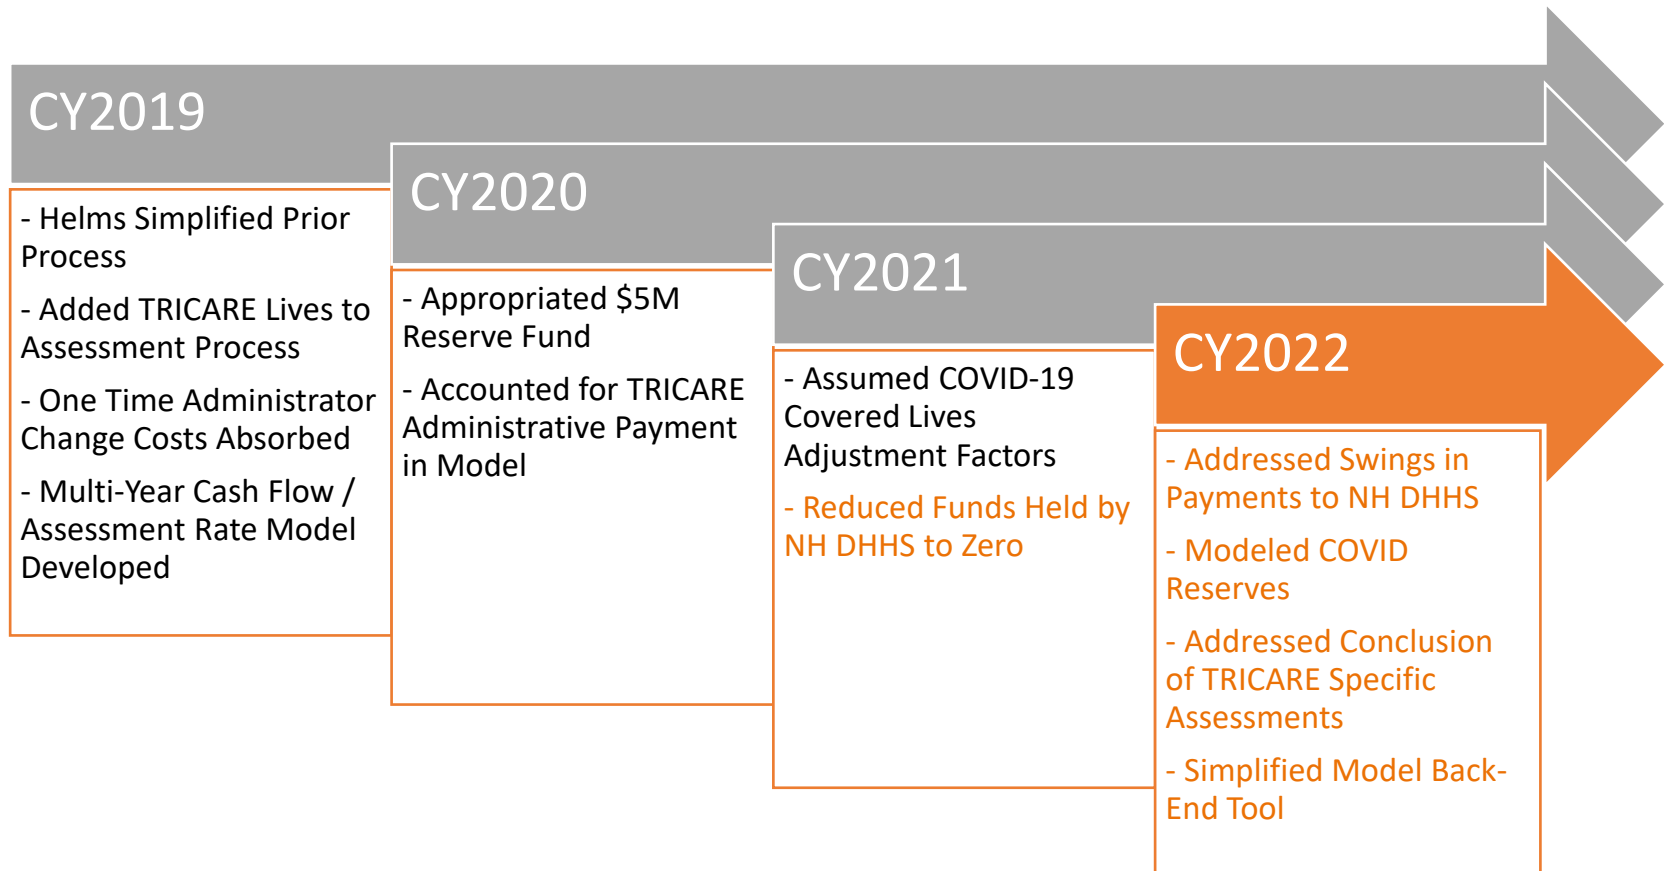 CY2019
- Helms Simplified Prior
Process
- Added TRICARE Lives to
Assessment Process
- One Time Administrator
Change Costs Absorbed
- Multi-Year Cash Flow /
Assessment Rate Model
Developed
CY2020
- Appropriated $5M
Reserve Fund
- Accounted for TRICARE
Administrative Payment
in Model
CY2021
- Assumed COVID-19
Covered Lives
Adjustment Factors
- Reduced Funds Held by
NH DHHS to Zero
CY2022
- Addressed Swings in
Payments to NH DHHS
- Modeled COVID
Reserves
- Addressed Conclusion
of TRICARE Specific
Assessments
- Simplified Model Back-
End Tool